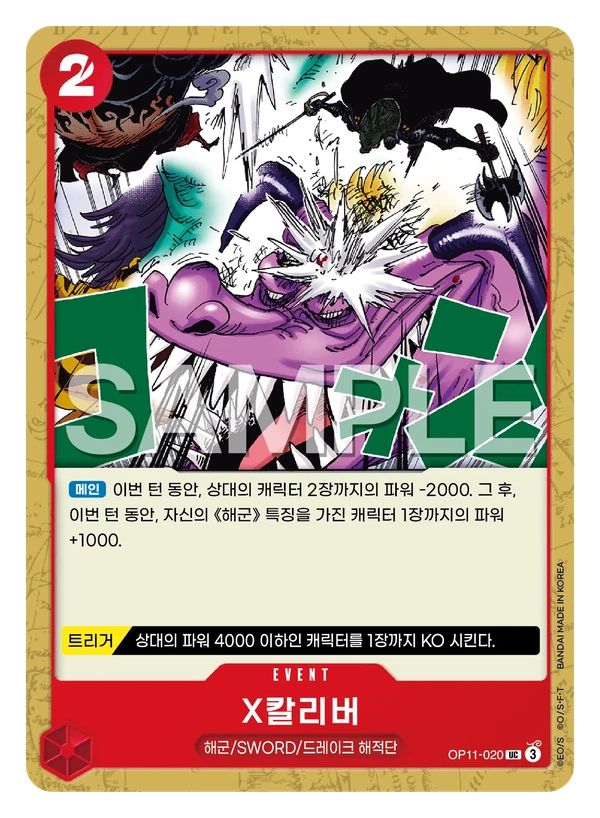 2
SAMPLE
메인 이번 턴 동안, 상대의 캐릭터 2장까지의 파워 -2000. 그 후,
이번 턴 동안, 자신의 《해군》 특징을 가진 캐릭터 1장까지의 파워
+1000.
트리거 상대의 파워 4000 이하인 캐릭터를 1장까지 KO 시킨다.
EVENT
X칼리버
해군/SWORD/드레이크 해적단
OP11-020 UC 3
©EO/S ©O/S·F·T BANDAI MADE IN KOREA